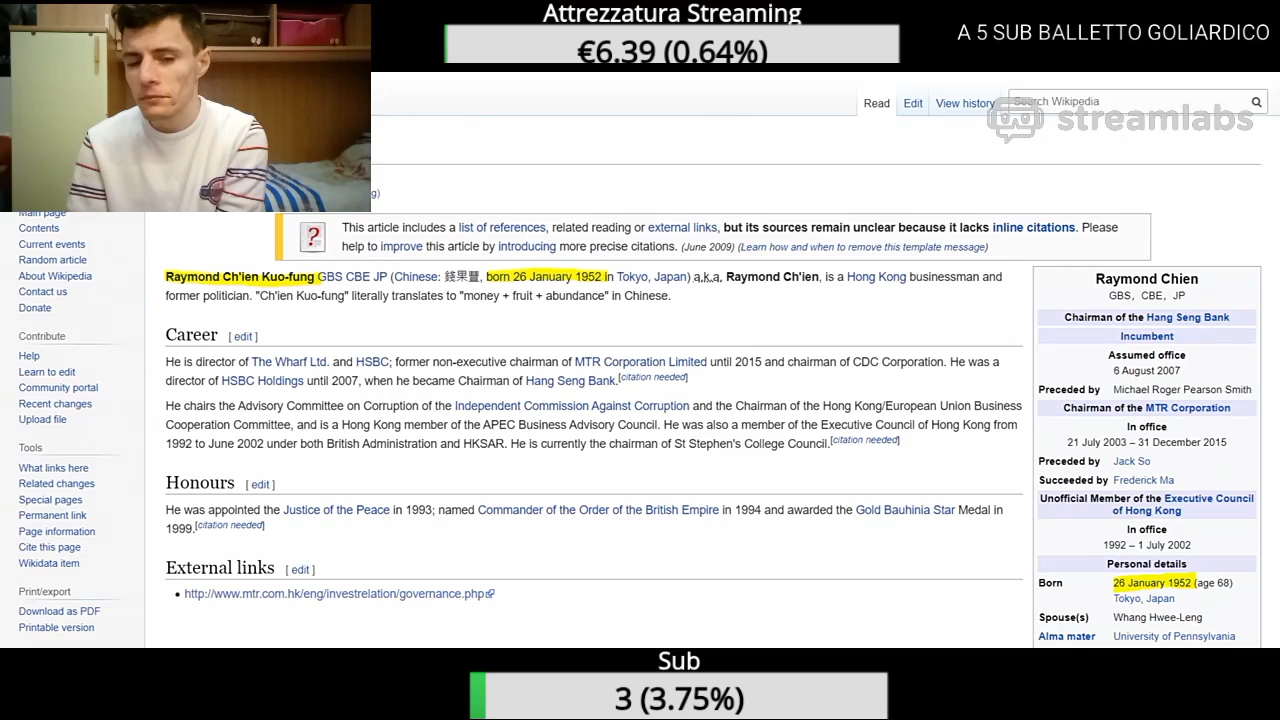 Attrezzatura Streaming
€6.39 (0.64%)
A 5 SUB BALLETTO GOLIARDICO
Read Edit View history Search Wikipedia
streamlabs
Main page
Contents
Current events
Random article
About Wikipedia
Contact us
Donate
Contribute
Help
Learn to edit
Community portal
Recent changes
Upload file
Tools
What links here
Related changes
Special pages
Permanent link
Page information
Cite this page
Wikidata item
Print/export
Download as PDF
Printable version
This article includes a list of references, related reading or external links, but its sources remain unclear because it lacks inline citations. Please
help to improve this article by introducing more precise citations. (June 2009) (Learn how and when to remove this template message)
Raymond Ch'ien Kuo-fung GBS CBE JP (Chinese: 錢果豐, born 26 January 1952 in Tokyo, Japan) a.k.a. Raymond Ch'ien, is a Hong Kong businessman and
former politician. "Ch'ien Kuo-fung" literally translates to "money + fruit + abundance" in Chinese.
Career [ edit ]
He is director of The Wharf Ltd. and HSBC; former non-executive chairman of MTR Corporation Limited until 2015 and chairman of CDC Corporation. He was a
director of HSBC Holdings until 2007, when he became Chairman of Hang Seng Bank.[citation needed]
He chairs the Advisory Committee on Corruption of the Independent Commission Against Corruption and the Chairman of the Hong Kong/European Union Business
Cooperation Committee, and is a Hong Kong member of the APEC Business Advisory Council. He was also a member of the Executive Council of Hong Kong from
1992 to June 2002 under both British Administration and HKSAR. He is currently the chairman of St Stephen's College Council.[citation needed]
Honours [ edit ]
He was appointed the Justice of the Peace in 1993; named Commander of the Order of the British Empire in 1994 and awarded the Gold Bauhinia Star Medal in
1999.[citation needed]
External links [ edit ]
• http://www.mtr.com.hk/eng/investrelation/governance.php
Raymond Chien
GBS, CBE, JP
Chairman of the Hang Seng Bank
Incumbent
Assumed office
6 August 2007
Preceded by Michael Roger Pearson Smith
Chairman of the MTR Corporation
In office
21 July 2003 – 31 December 2015
Preceded by Jack So
Succeeded by Frederick Ma
Unofficial Member of the Executive Council
of Hong Kong
In office
1992 – 1 July 2002
Personal details
Born 26 January 1952 (age 68)
Tokyo, Japan
Spouse(s) Whang Hwee-Leng
Alma mater University of Pennsylvania
Sub
3 (3.75%)